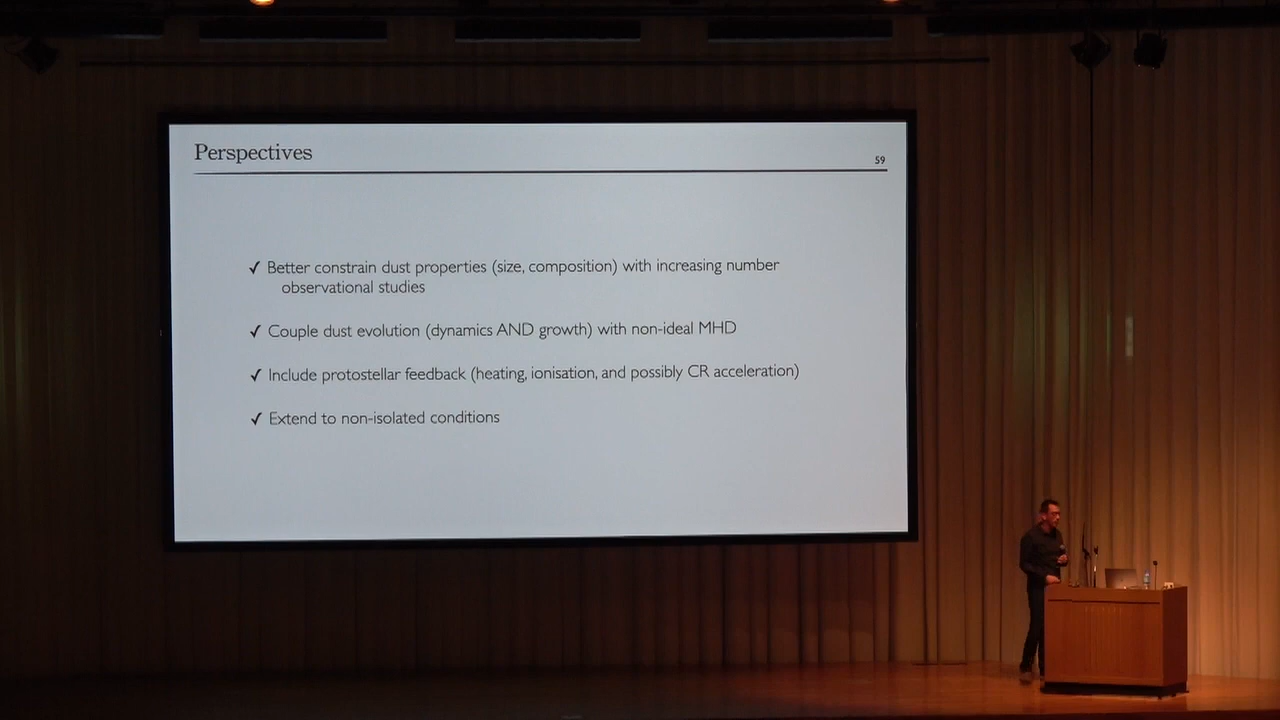 Perspectives
59
✓ Better constrain dust properties (size, composition) with increasing number
observational studies
✓ Couple dust evolution (dynamics AND growth) with non-ideal MHD
✓ Include protostellar feedback (heating, ionisation, and possibly CR acceleration)
✓ Extend to non-isolated conditions